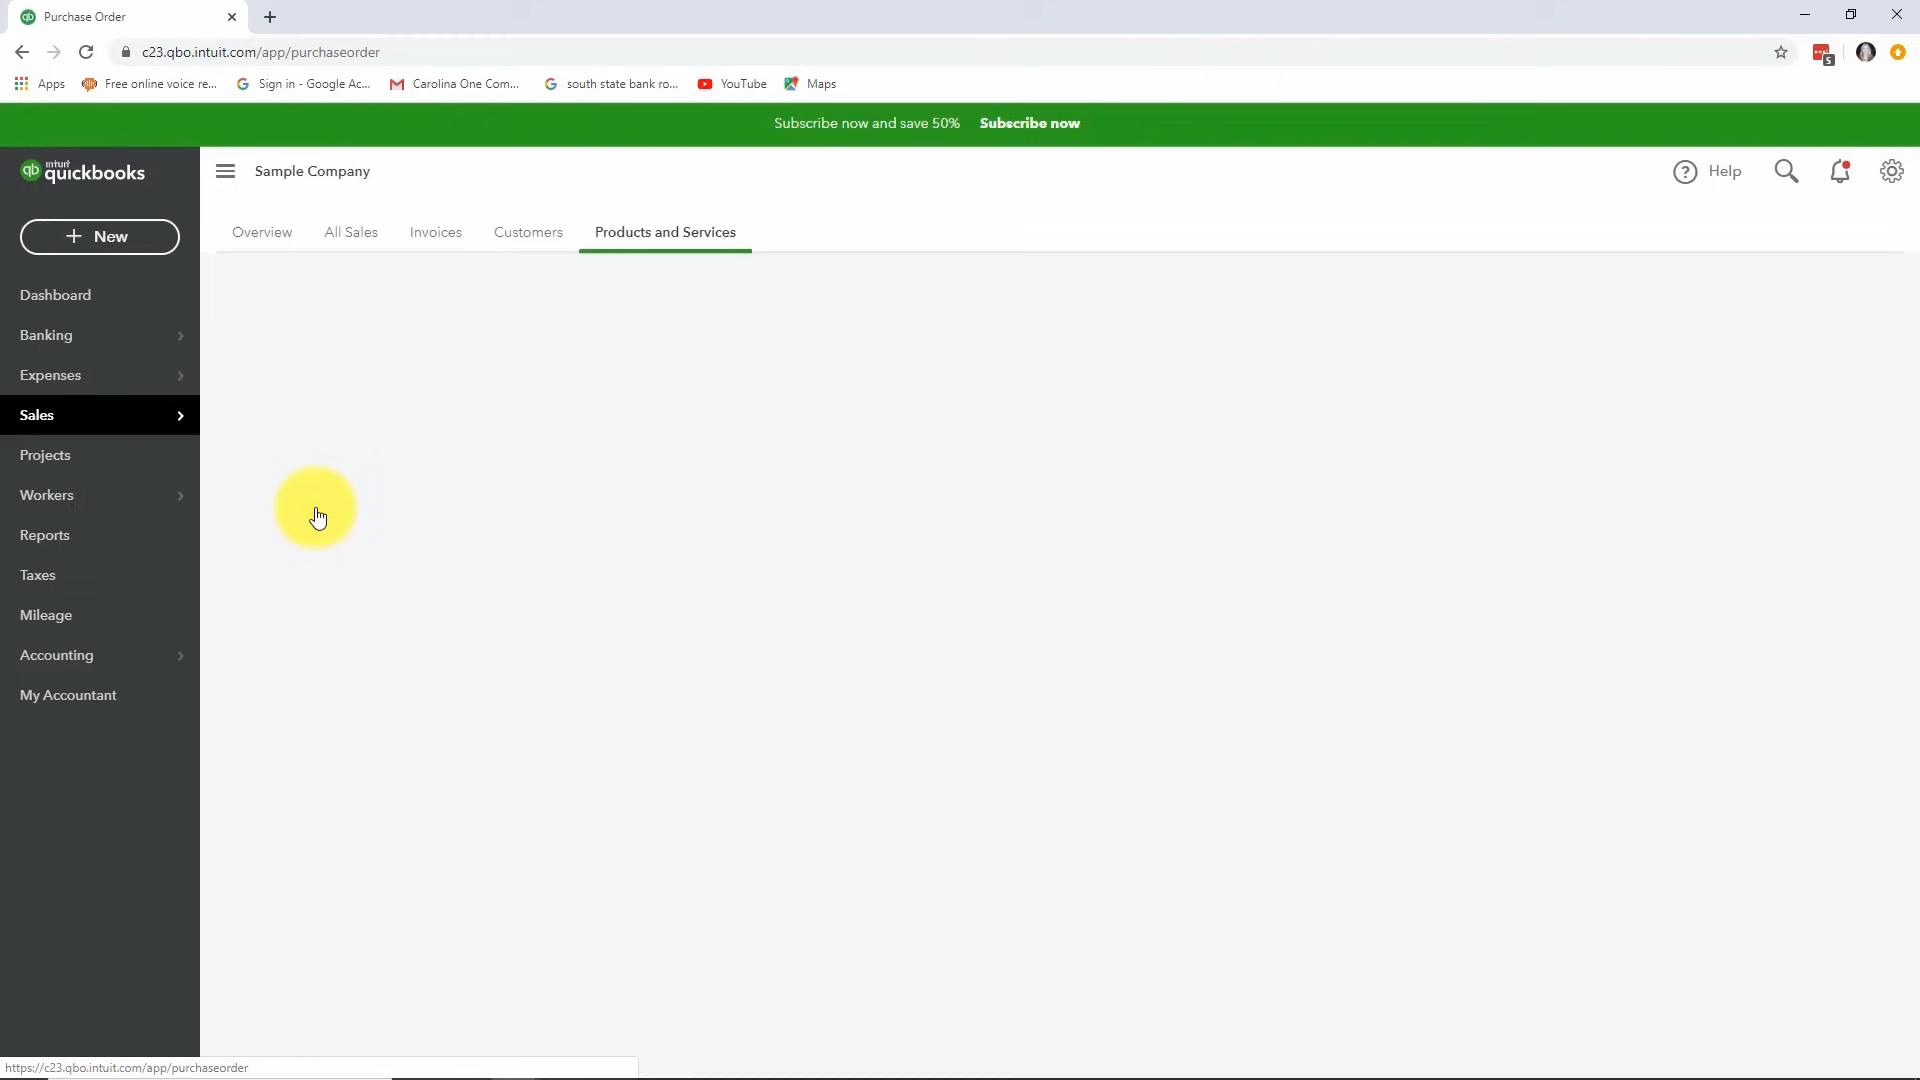 Purchase Order
c23.qbo.intuit.com/app/purchaseorder
5
Apps
Free online voice re...
Sign in - Google Ac...
Carolina One Com...
south state bank ro...
YouTube
Maps
Subscribe now and save 50% Subscribe now
qb intuit quickbooks
Sample Company
? Help
+ New
Overview
All Sales
Invoices
Customers
Products and Services
Dashboard
Banking
Expenses
Sales
Projects
Workers
Reports
Taxes
Mileage
Accounting
My Accountant
https://c23.qbo.intuit.com/app/purchaseorder